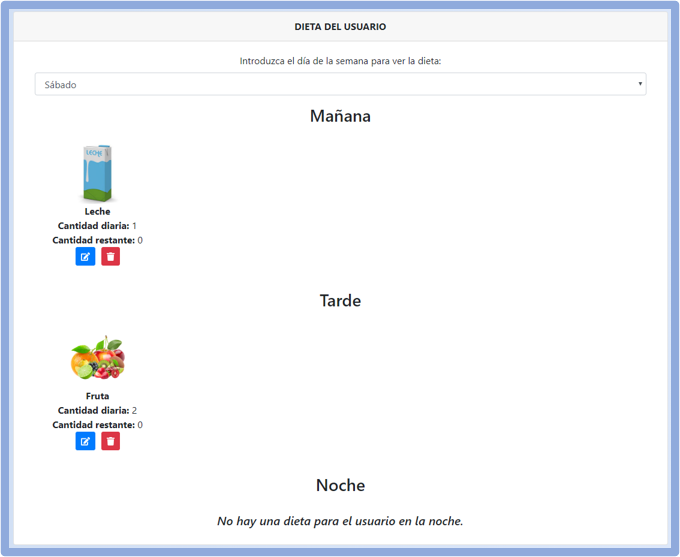 DIETA DEL USUARIO
Introduzca el día de la semana para ver la dieta:
Sábado
Mañana
LECHE
Leche
Cantidad diaria: 1
Cantidad restante: 0
Tarde
Fruta
Cantidad diaria: 2
Cantidad restante: 0
Noche
No hay una dieta para el usuario en la noche.